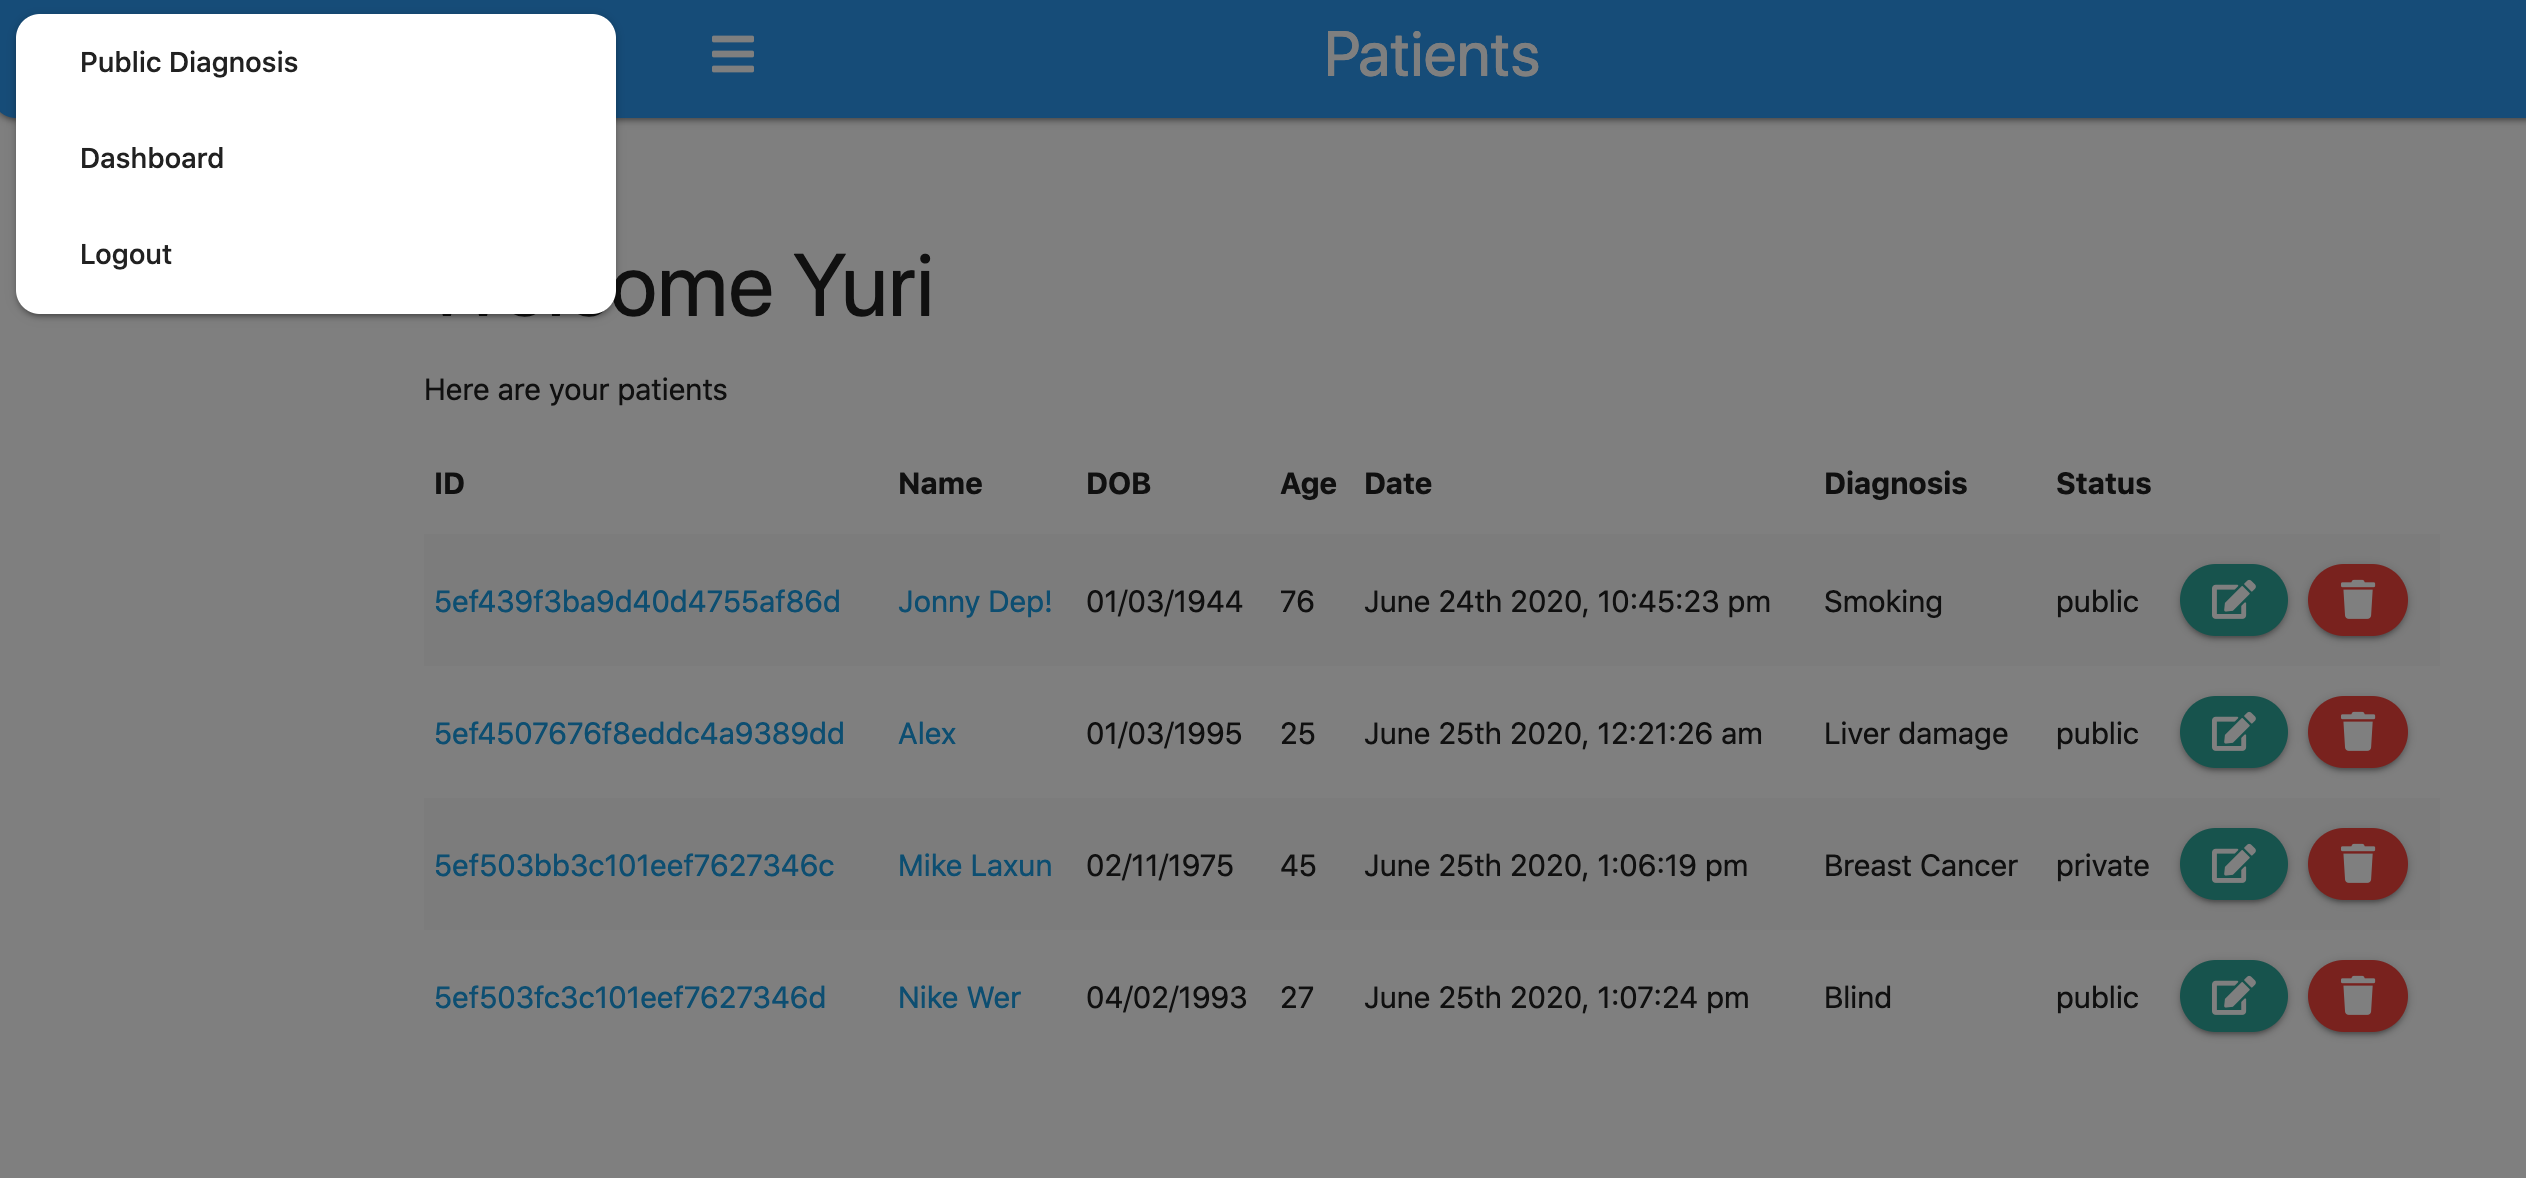 Public Diagnosis
Dashboard
Logout
Patients
ome Yuri
Here are your patients
ID Name DOB Age Date Diagnosis Status
5ef439f3ba9d40d4755af86d Jonny Dep! 01/03/1944 76 June 24th 2020, 10:45:23 pm Smoking public
5ef4507676f8eddc4a9389dd Alex 01/03/1995 25 June 25th 2020, 12:21:26 am Liver damage public
5ef503bb3c101eef7627346c Mike Laxun 02/11/1975 45 June 25th 2020, 1:06:19 pm Breast Cancer private
5ef503fc3c101eef7627346d Nike Wer 04/02/1993 27 June 25th 2020, 1:07:24 pm Blind public